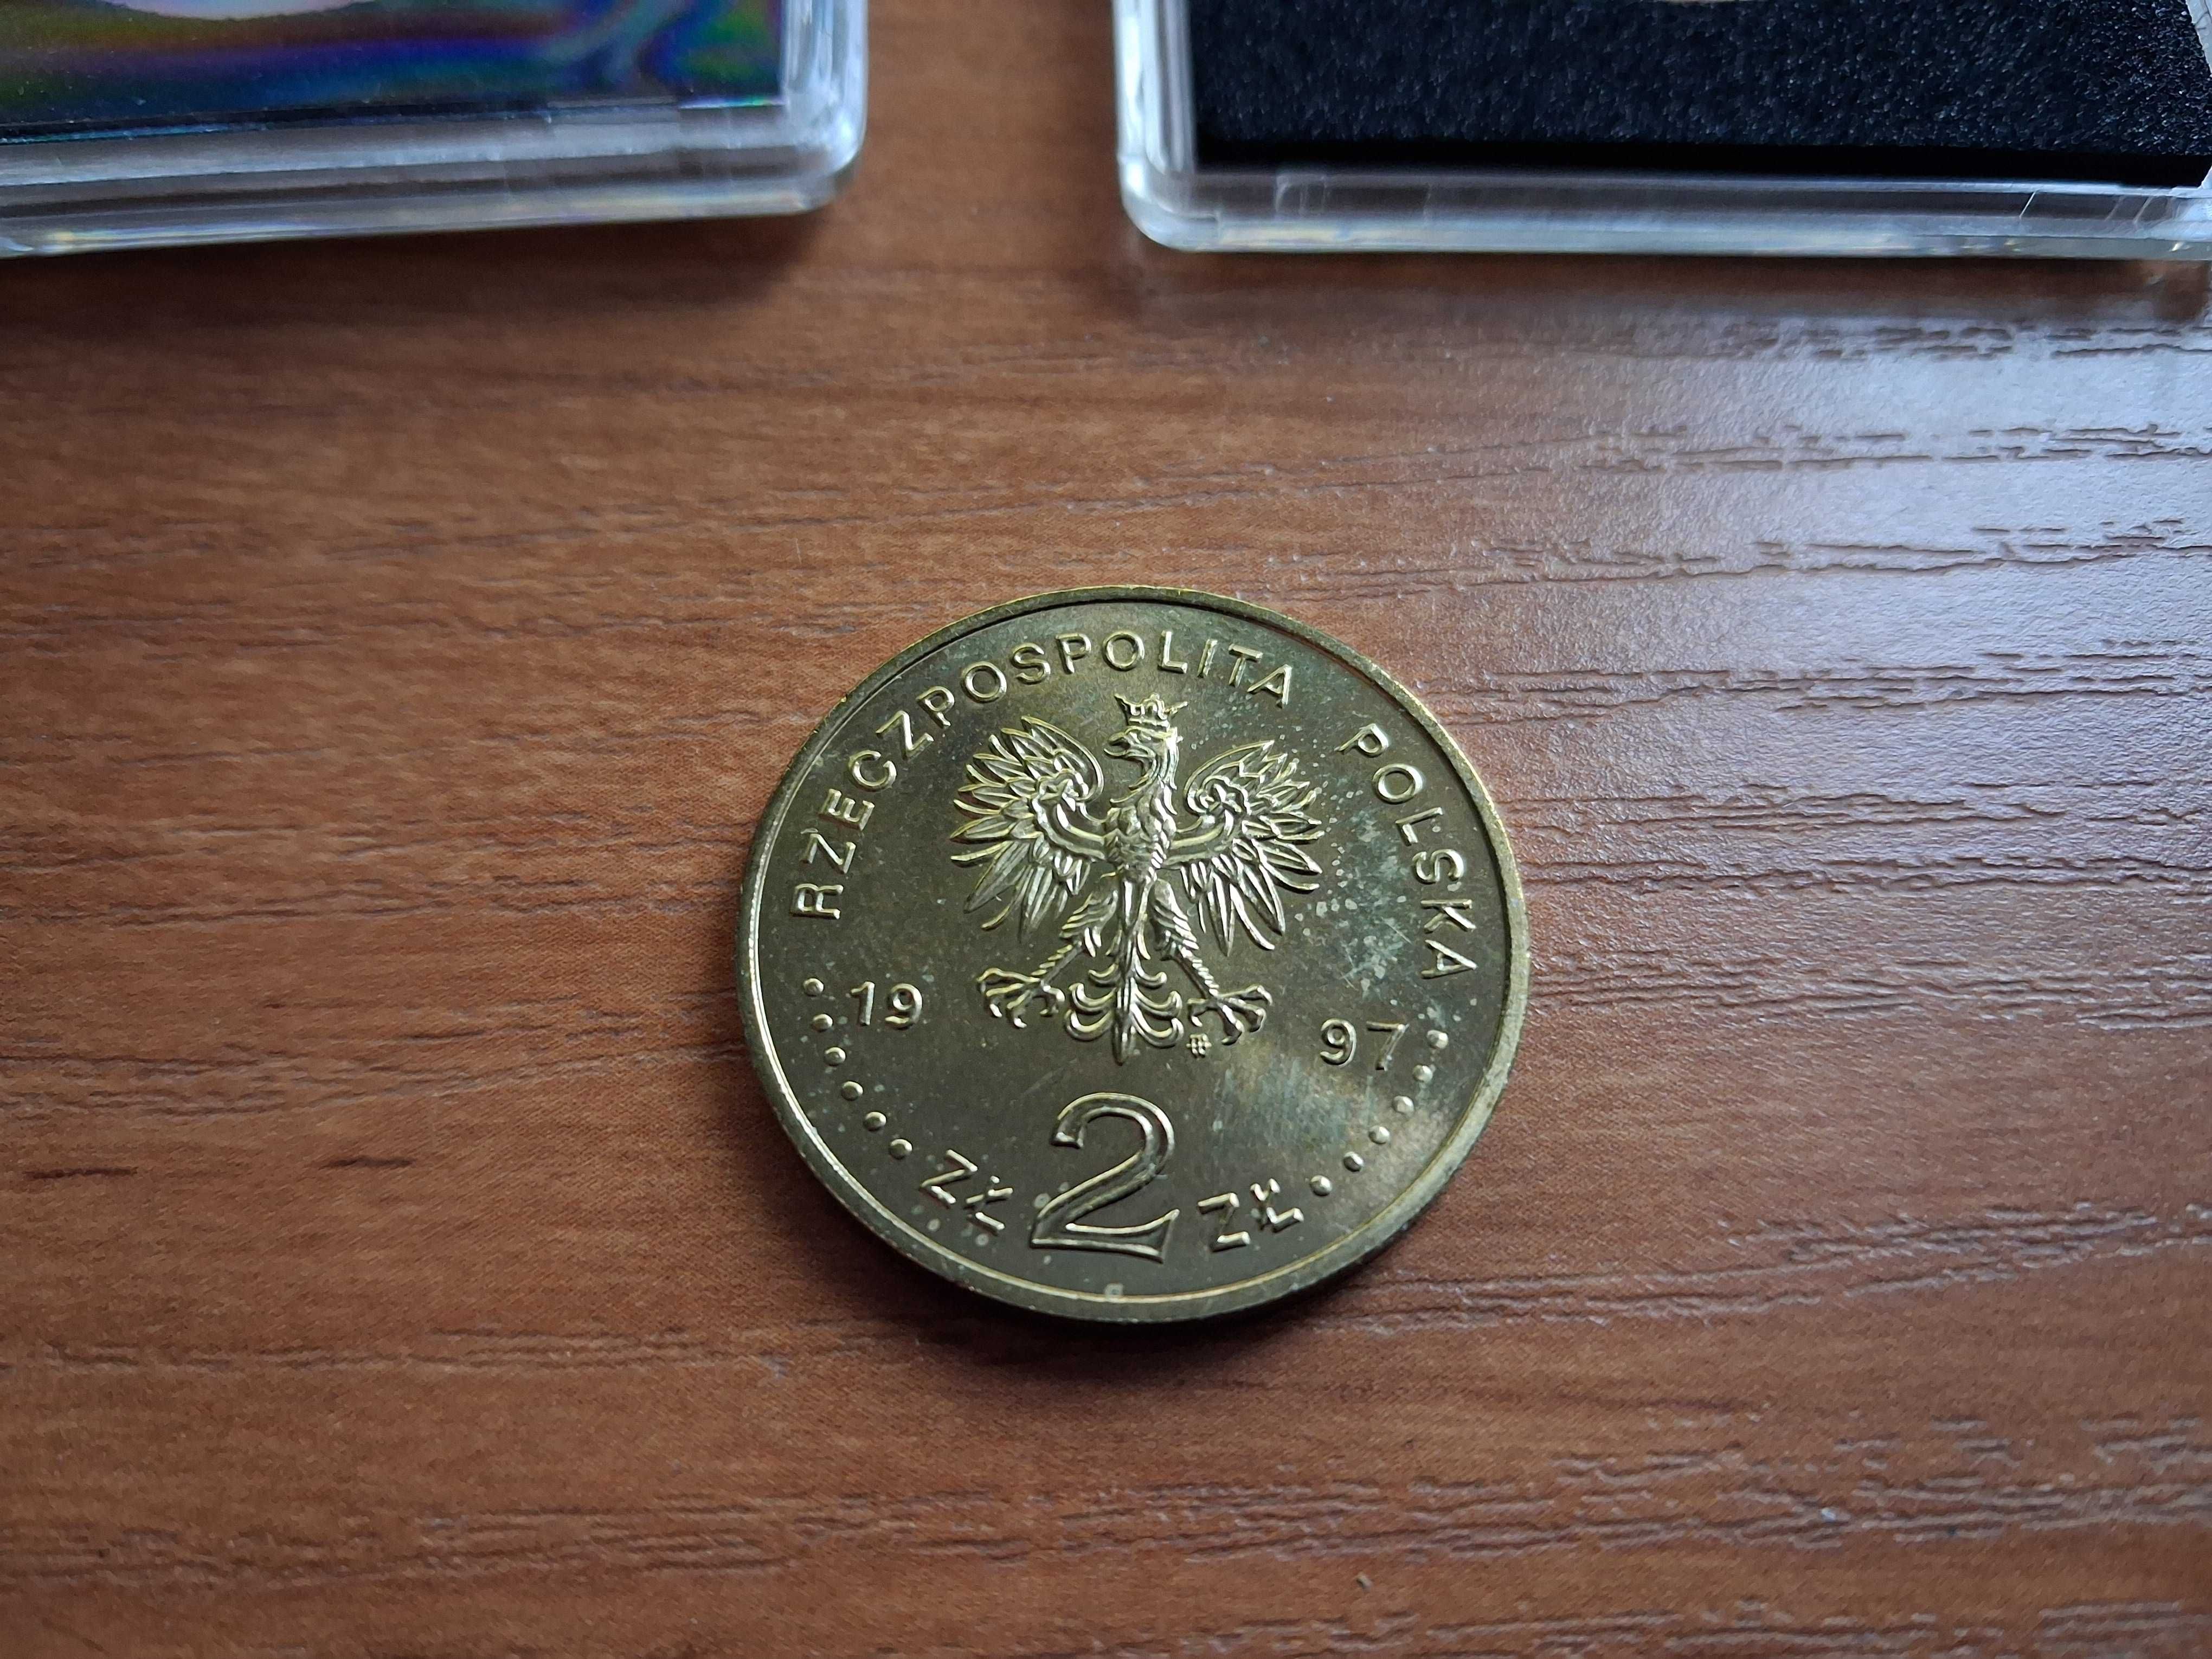 RZECZPOSPOLITA POLSKA
19 97
ZŁ 2 ZŁ